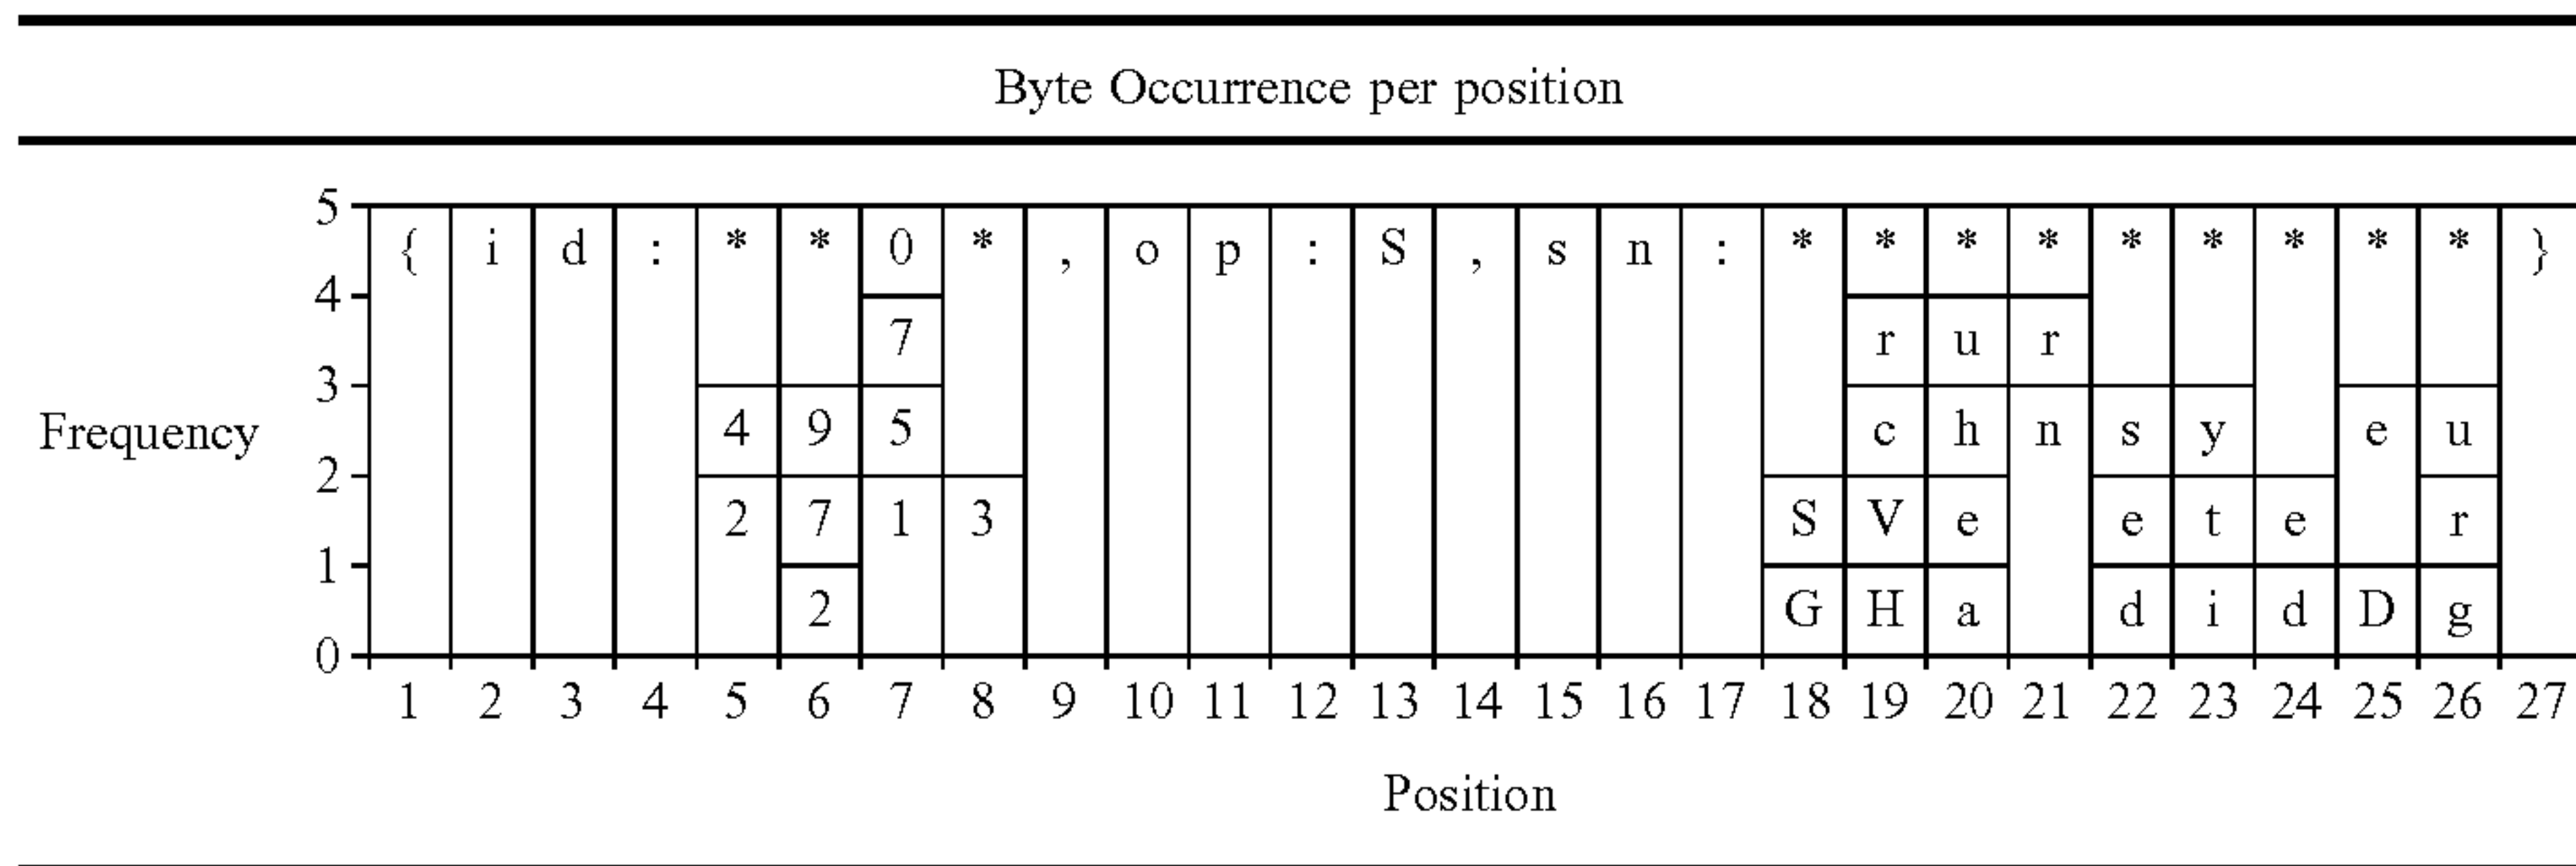 Byte Occurrence per position
5 { i d : * * 0 * , o p : S , s n : * * * * * * * * * }
4 7 r u r
3 4 9 5 c h n s y e u
Frequency
2 2 7 1 3 S V e e t e r
1 2 G H a d i d D g
0
1 2 3 4 5 6 7 8 9 10 11 12 13 14 15 16 17 18 19 20 21 22 23 24 25 26 27
Position